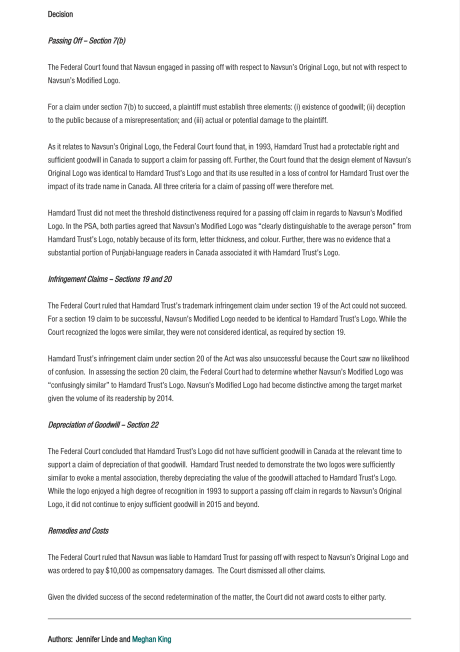 Decision
Passing Off – Section 7(b)
The Federal Court found that Navsun engaged in passing off with respect to Navsun's Original Logo, but not with respect to
Navsun's Modified Logo.
For a claim under section 7(b) to succeed, a plaintiff must establish three elements: (i) existence of goodwill; (ii) deception
to the public because of a misrepresentation; and (iii) actual or potential damage to the plaintiff.
As it relates to Navsun's Original Logo, the Federal Court found that, in 1993, Hamdard Trust had a protectable right and
sufficient goodwill in Canada to support a claim for passing off. Further, the Court found that the design element of Navsun's
Original Logo was identical to Hamdard Trust's Logo and that its use resulted in a loss of control for Hamdard Trust over the
impact of its trade name in Canada. All three criteria for a claim of passing off were therefore met.
Hamdard Trust did not meet the threshold distinctiveness required for a passing off claim in regards to Navsun's Modified
Logo. In the PSA, both parties agreed that Navsun's Modified Logo was "clearly distinguishable to the average person" from
Hamdard Trust's Logo, notably because of its form, letter thickness, and colour. Further, there was no evidence that a
substantial portion of Punjabi-language readers in Canada associated it with Hamdard Trust's Logo.
Infringement Claims – Sections 19 and 20
The Federal Court ruled that Hamdard Trust's trademark infringement claim under section 19 of the Act could not succeed.
For a section 19 claim to be successful, Navsun's Modified Logo needed to be identical to Hamdard Trust's Logo. While the
Court recognized the logos were similar, they were not considered identical, as required by section 19.
Hamdard Trust's infringement claim under section 20 of the Act was also unsuccessful because the Court saw no likelihood
of confusion. In assessing the section 20 claim, the Federal Court had to determine whether Navsun's Modified Logo was
"confusingly similar" to Hamdard Trust's Logo. Navsun's Modified Logo had become distinctive among the target market
given the volume of its readership by 2014.
Depreciation of Goodwill – Section 22
The Federal Court concluded that Hamdard Trust's Logo did not have sufficient goodwill in Canada at the relevant time to
support a claim of depreciation of that goodwill. Hamdard Trust needed to demonstrate the two logos were sufficiently
similar to evoke a mental association, thereby depreciating the value of the goodwill attached to Hamdard Trust's Logo.
While the logo enjoyed a high degree of recognition in 1993 to support a passing off claim in regards to Navsun's Original
Logo, it did not continue to enjoy sufficient goodwill in 2015 and beyond.
Remedies and Costs
The Federal Court ruled that Navsun was liable to Hamdard Trust for passing off with respect to Navsun's Original Logo and
was ordered to pay $10,000 as compensatory damages. The Court dismissed all other claims.
Given the divided success of the second redetermination of the matter, the Court did not award costs to either party.
Authors: Jennifer Linde and Meghan King